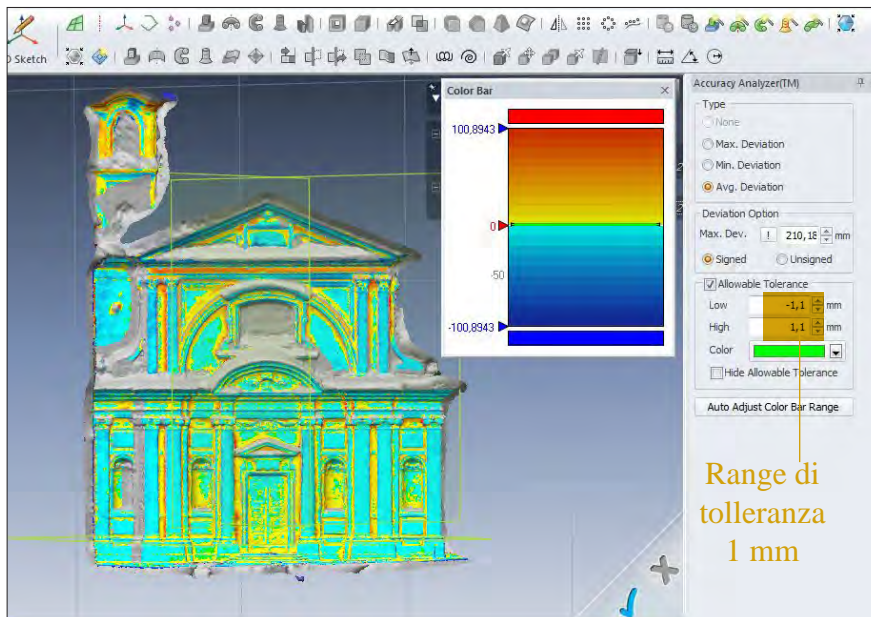 Sketch
Color Bar
100,8943
0
-50
-100,8943
Accuracy Analyzer(TM)
Type
None
Max. Deviation
Min. Deviation
Avg. Deviation
Deviation Option
Max. Dev.
!
210,18
mm
Signed
Unsigned
Allowable Tolerance
Low
-1,1
mm
High
1,1
mm
Color
Hide Allowable Tolerance
Auto Adjust Color Bar Range
Range di
tolleranza
1 mm